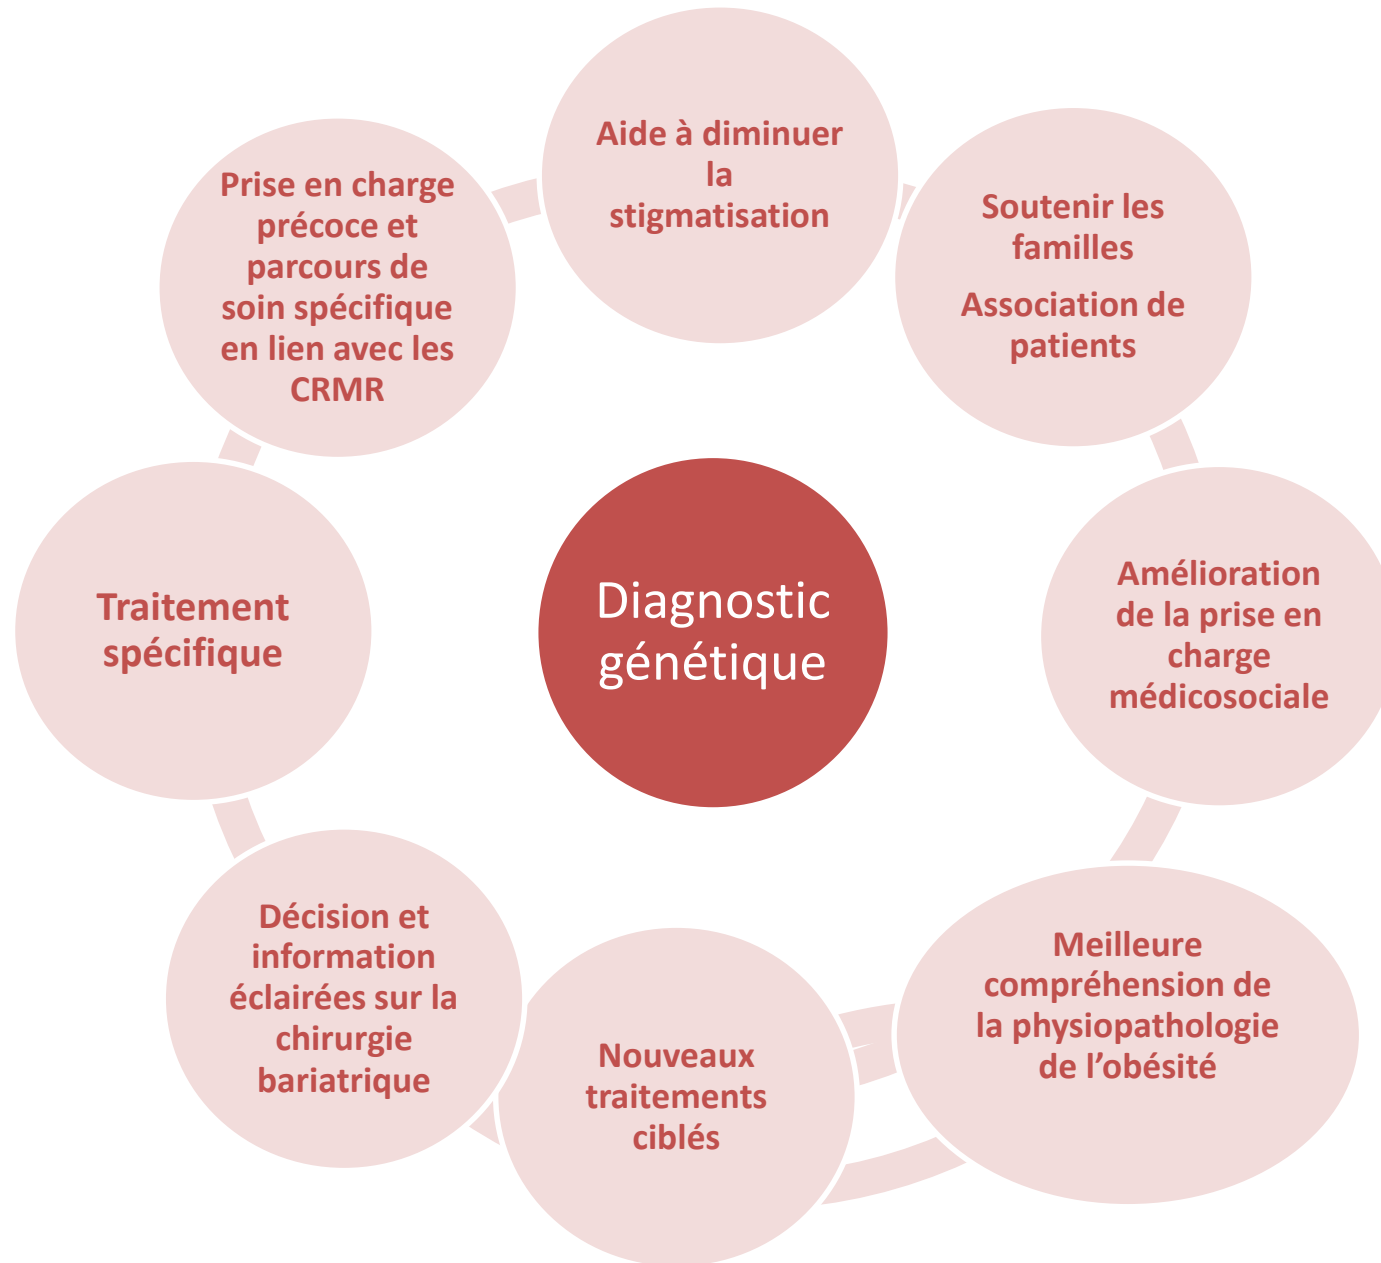 Aide à diminuer
la
stigmatisation
Soutenir les
familles
Association de
patients
Amélioration
de la prise en
charge
médicosociale
Meilleure
compréhension de
la physiopathologie
de l’obésité
Nouveaux
traitements
ciblés
Décision et
information
éclairées sur la
chirurgie
bariatrique
Traitement
spécifique
Prise en charge
précoce et
parcours de
soin spécifique
en lien avec les
CRMR
Diagnostic
génétique